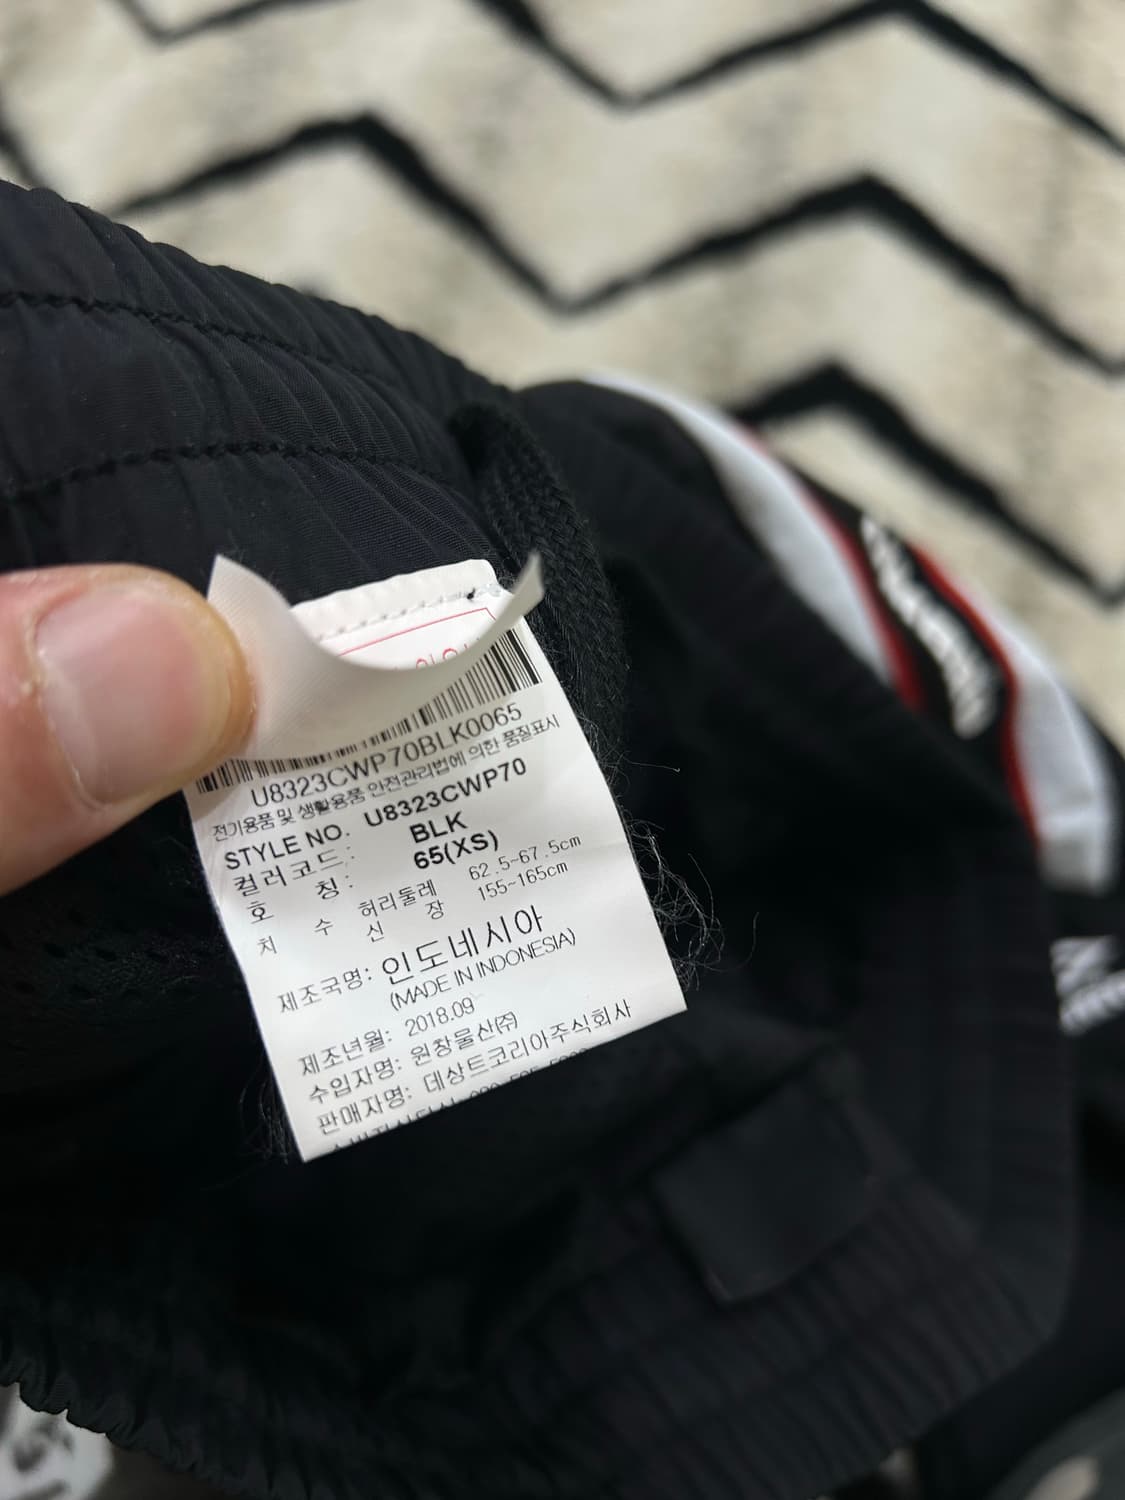 U8323CWP70BLK0065
전기용품 및 생활용품 안전관리법에 의한 품질표시
STYLE NO. U8323CWP70
컬러코드: BLK
호 칭: 65(XS)
치 수 허리둘레 62.5~67.5cm
신 장 155~165cm
제조국명: 인도네시아
(MADE IN INDONESIA)
제조년월: 2018.09
수입자명: 원창물산(주)
판매자명: 데상트코리아주식회사